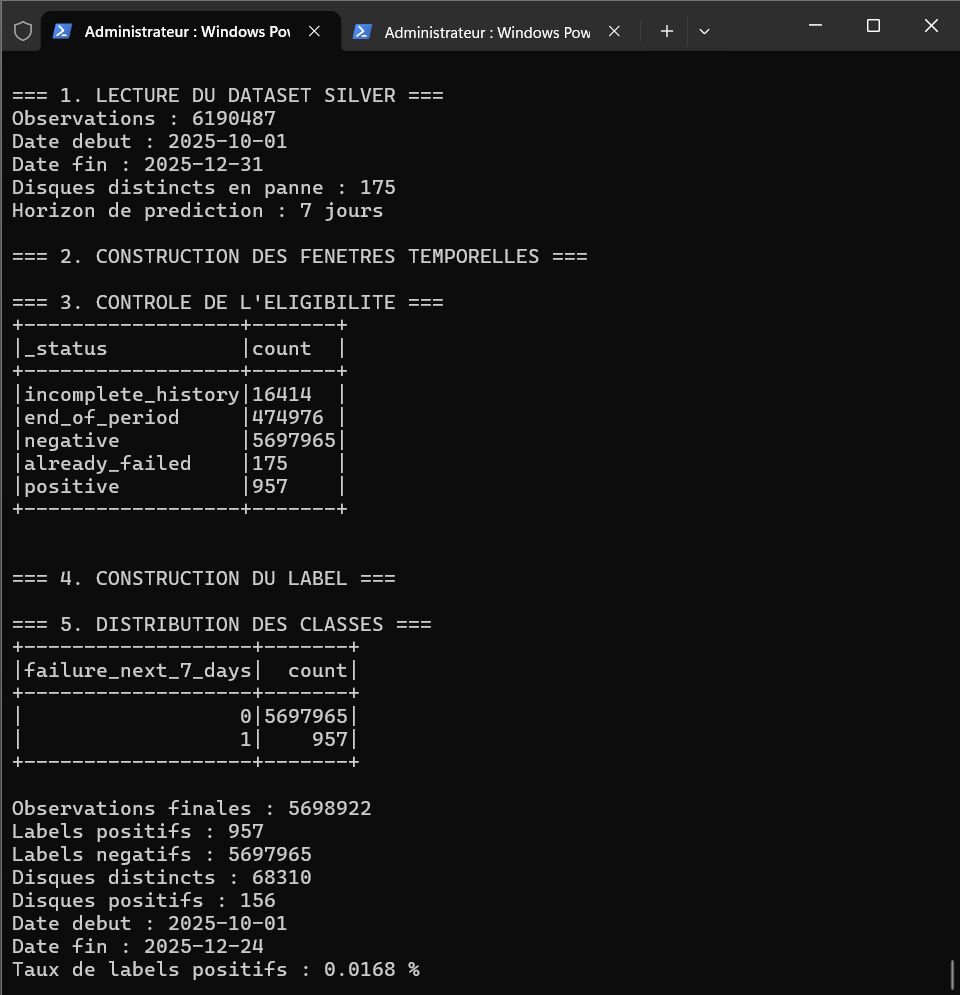 Administrateur : Windows Pow
Administrateur : Windows Pow
=== 1. LECTURE DU DATASET SILVER ===
Observations : 6190487
Date debut : 2025-10-01
Date fin : 2025-12-31
Disques distincts en panne : 175
Horizon de prediction : 7 jours
=== 2. CONSTRUCTION DES FENETRES TEMPORELLES ===
=== 3. CONTROLE DE L'ELIGIBILITE ===
+------------------+-------+
|_status           |count  |
+------------------+-------+
|incomplete_history|16414  |
|end_of_period     |474976 |
|negative          |5697965|
|already_failed    |175    |
|positive          |957    |
+------------------+-------+
=== 4. CONSTRUCTION DU LABEL ===
=== 5. DISTRIBUTION DES CLASSES ===
+-------------------+-------+
|failure_next_7_days|  count|
+-------------------+-------+
|                  0|5697965|
|                  1|    957|
+-------------------+-------+
Observations finales : 5698922
Labels positifs : 957
Labels negatifs : 5697965
Disques distincts : 68310
Disques positifs : 156
Date debut : 2025-10-01
Date fin : 2025-12-24
Taux de labels positifs : 0.0168 %